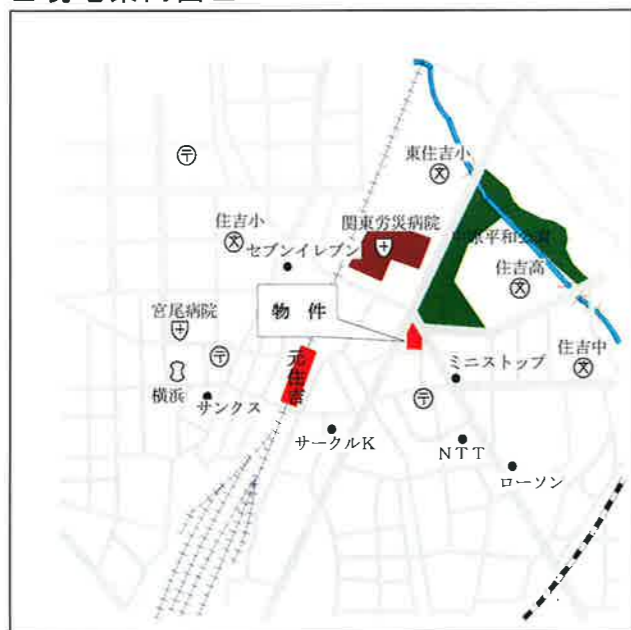 東住吉小
関東労災病院
住吉小
セブンイレブン
中原平和公園
住吉高
物件
宮尾病院
元住吉
ミニストップ
住吉中
横浜
サンクス
サークルK
NTT
ローソン